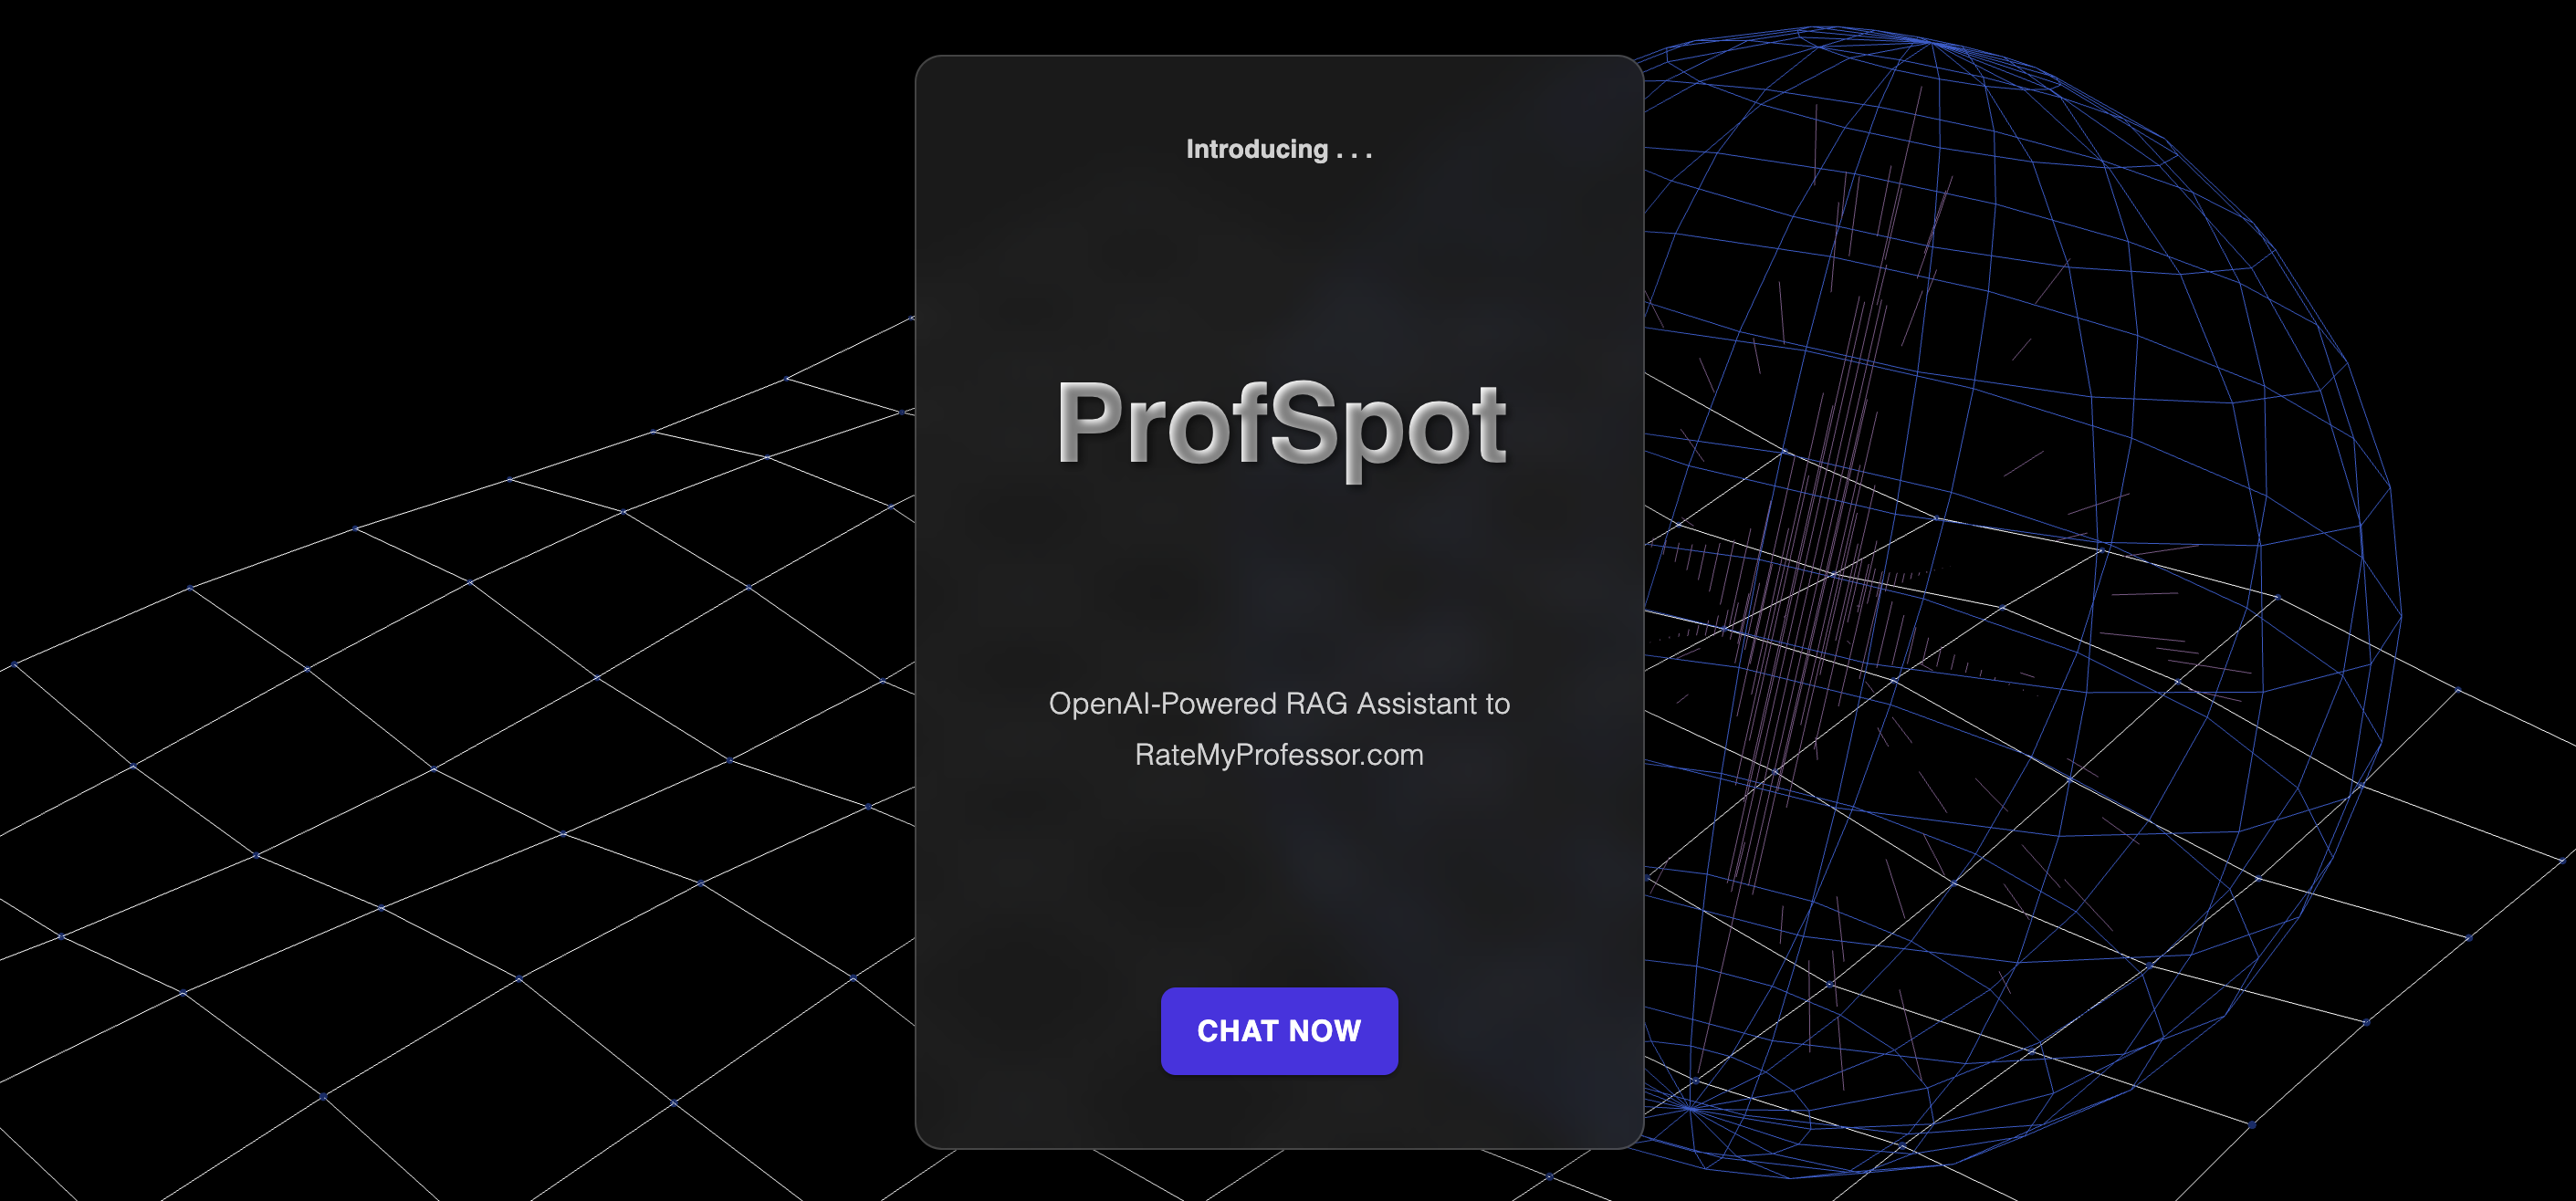 Introducing . . .
ProfSpot
OpenAI-Powered RAG Assistant to
RateMyProfessor.com
CHAT NOW